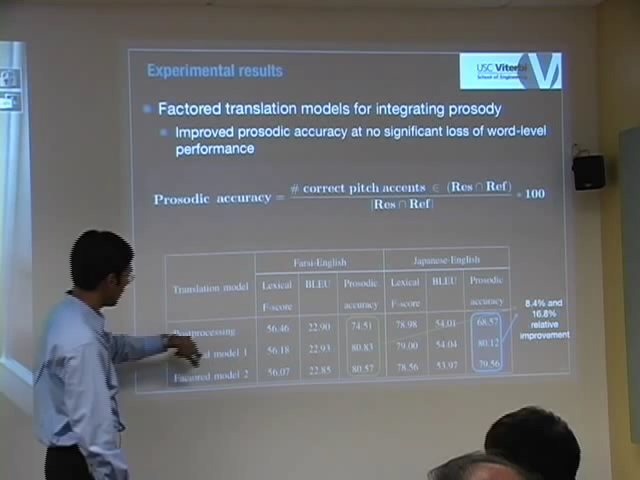 Experimental results
USC Viterbi
School of Engineering
Factored translation models for integrating prosody
Improved prosodic accuracy at no significant loss of word-level
performance
Prosodic accuracy = # correct pitch accents ∈ (Res ∩ Ref) / |Res ∩ Ref| * 100
Farsi-English Japanese-English
Translation model Lexical F-score BLEU Prosodic accuracy Lexical F-score BLEU Prosodic accuracy
Postprocessing 56.46 22.90 74.51 78.98 54.01 68.57
model 1 56.18 22.93 80.83 79.00 54.04 80.12
Factored model 2 56.07 22.85 80.57 78.56 53.97 79.56
8.4% and
16.8%
relative
improvement